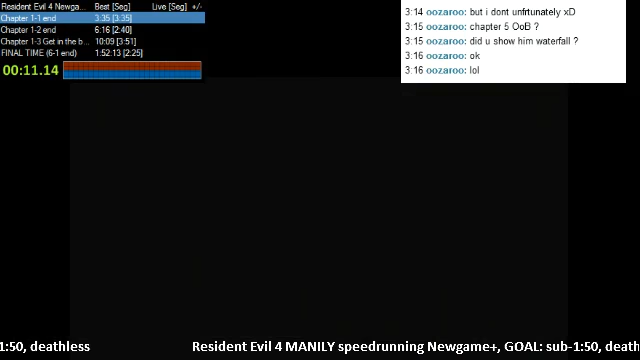 Resident Evil 4 Newga... Best [Seg] Live [Seg] +/-
Chapter 1-1 end 3:35 [3:35]
Chapter 1-2 end 6:16 [2:40]
Chapter 1-3 Get in the b... 10:09 [3:51]
FINAL TIME (6-1 end) 1:52:13 [2:25]
00:11.14
3:14 oozaroo: but i dont unfrtunately xD
3:15 oozaroo: chapter 5 OoB ?
3:15 oozaroo: did u show him waterfall ?
3:16 oozaroo: ok
3:16 oozaroo: lol
1:50, deathless Resident Evil 4 MANILY speedrunning Newgame+, GOAL: sub-1:50, death